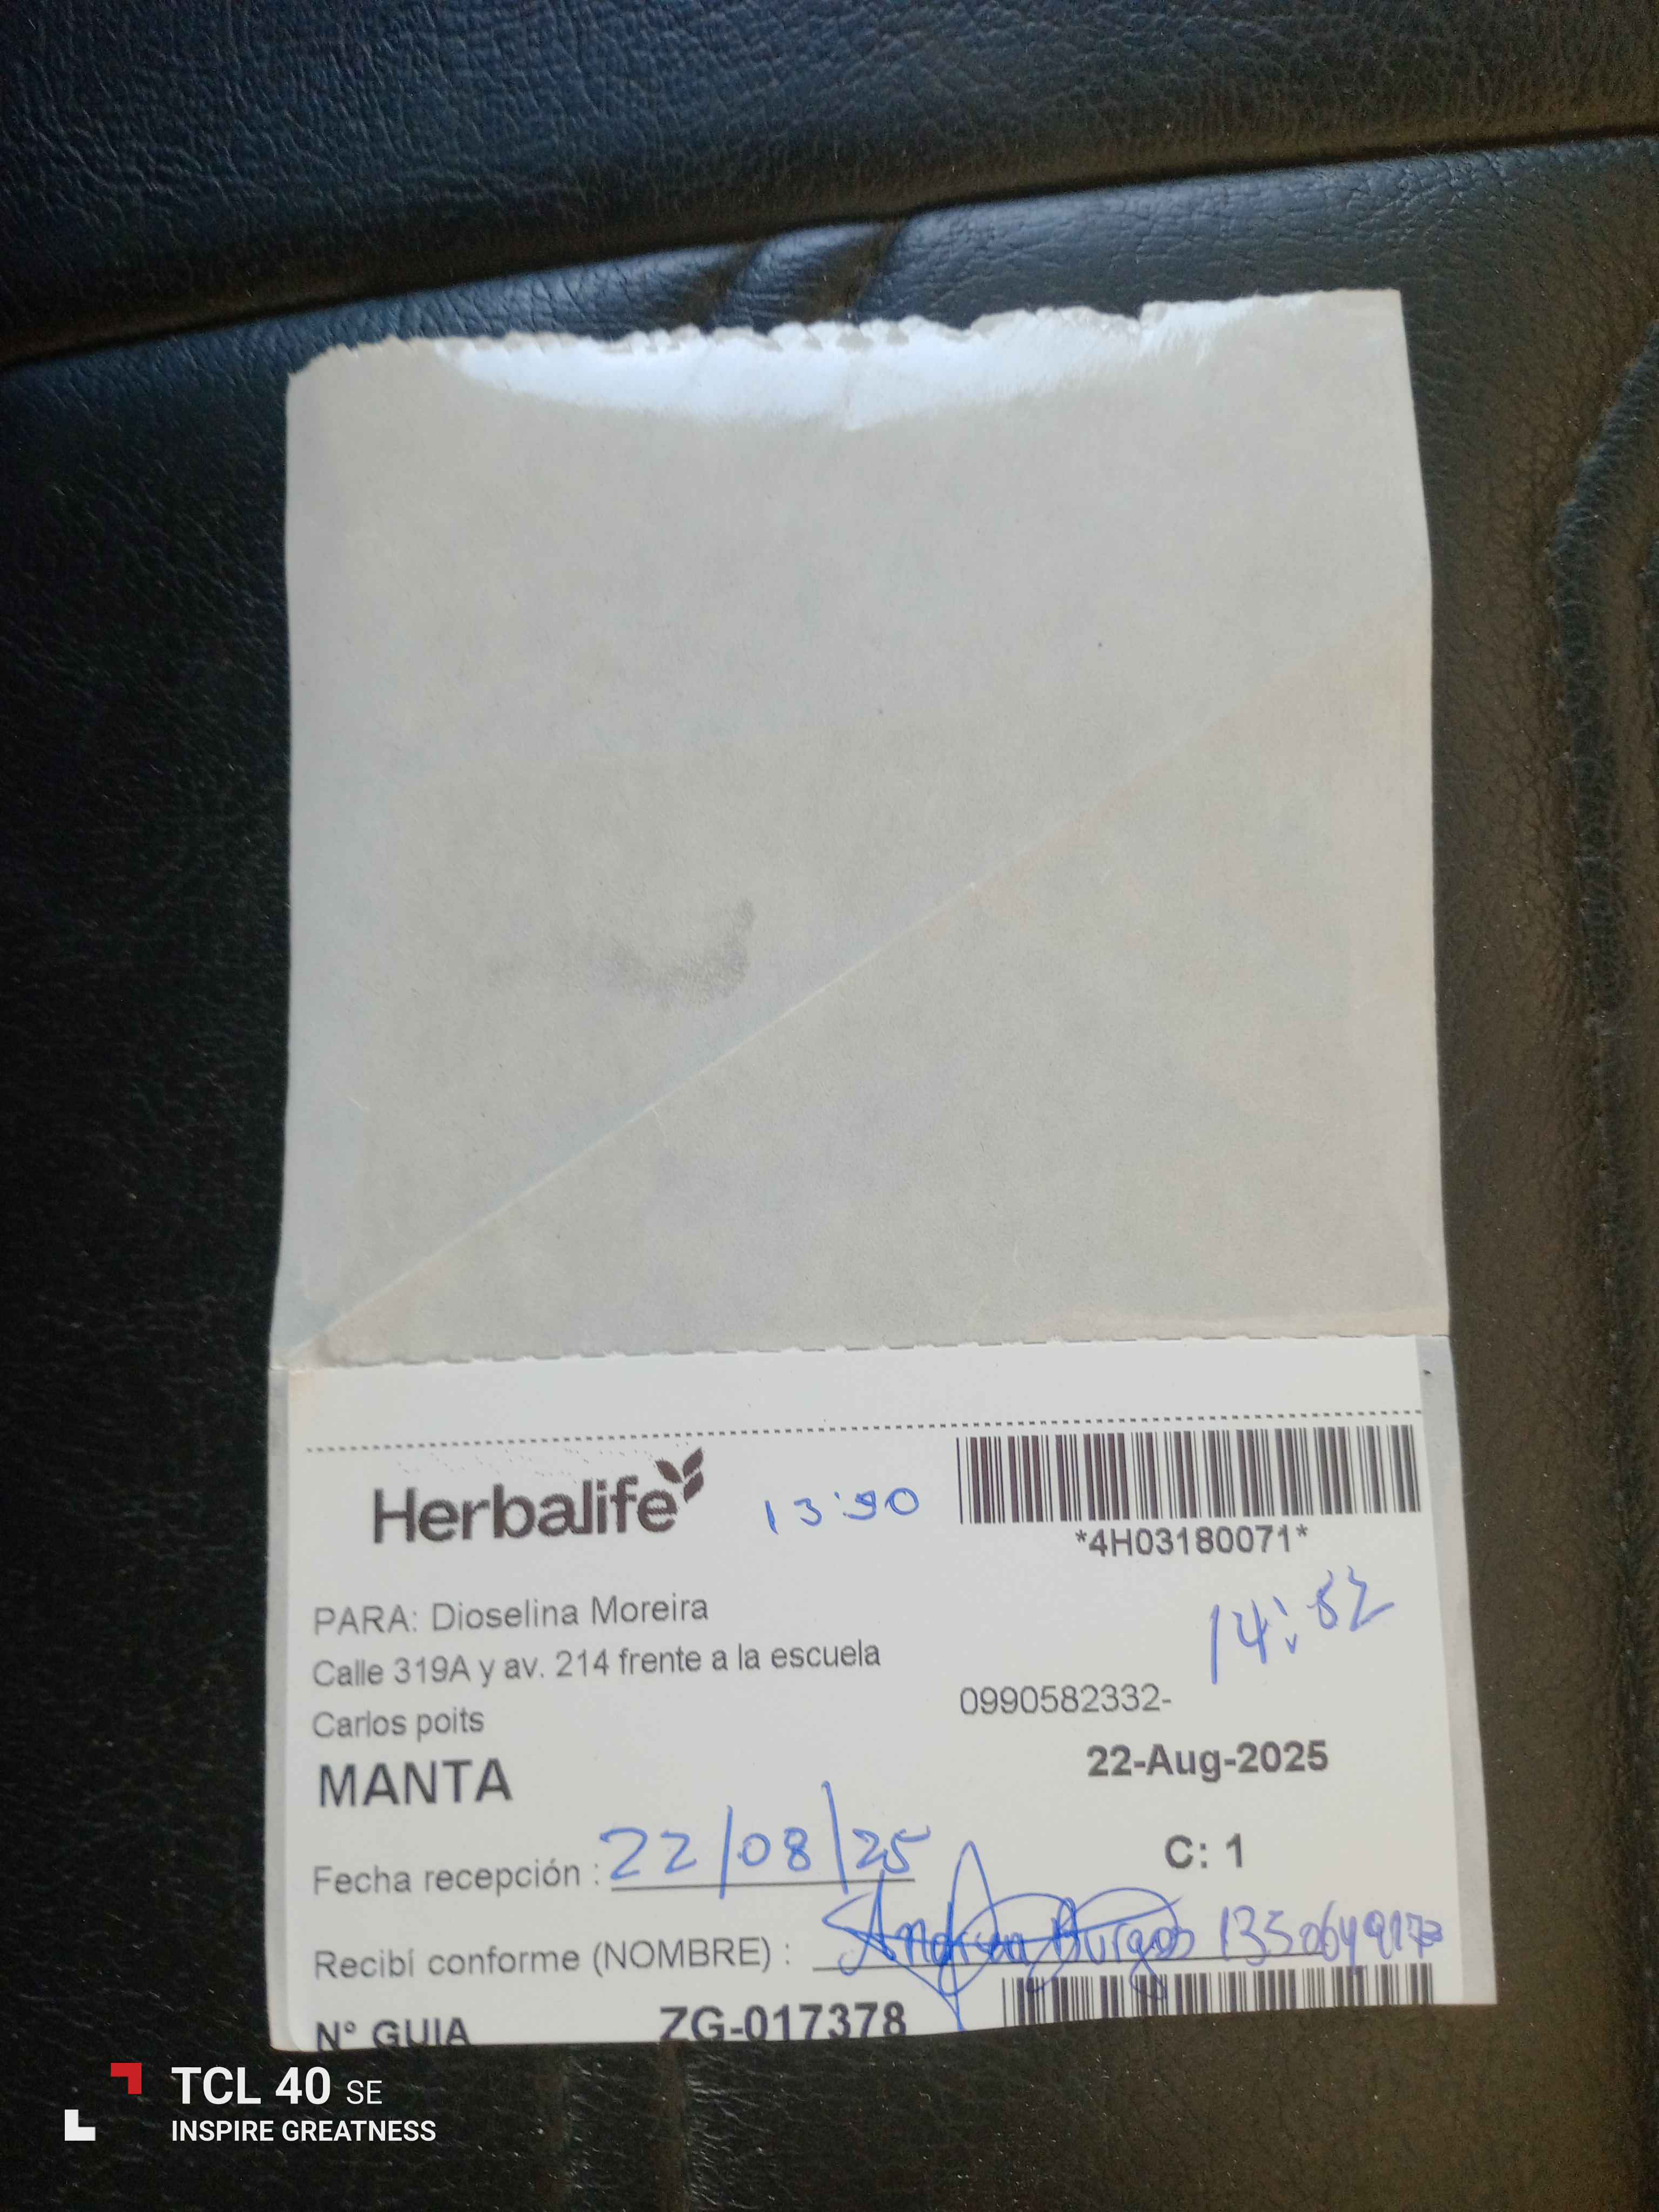 Herbalife
13:30
*4H03180071*
14:52
PARA: Dioselina Moreira
Calle 319A y av. 214 frente a la escuela
Carlos poits
0990582332-
MANTA
22-Aug-2025
Fecha recepción : 22/08/25
C: 1
Recibí conforme (NOMBRE) : Burgos
N° GUIA ZG-017378
TCL 40 SE
INSPIRE GREATNESS